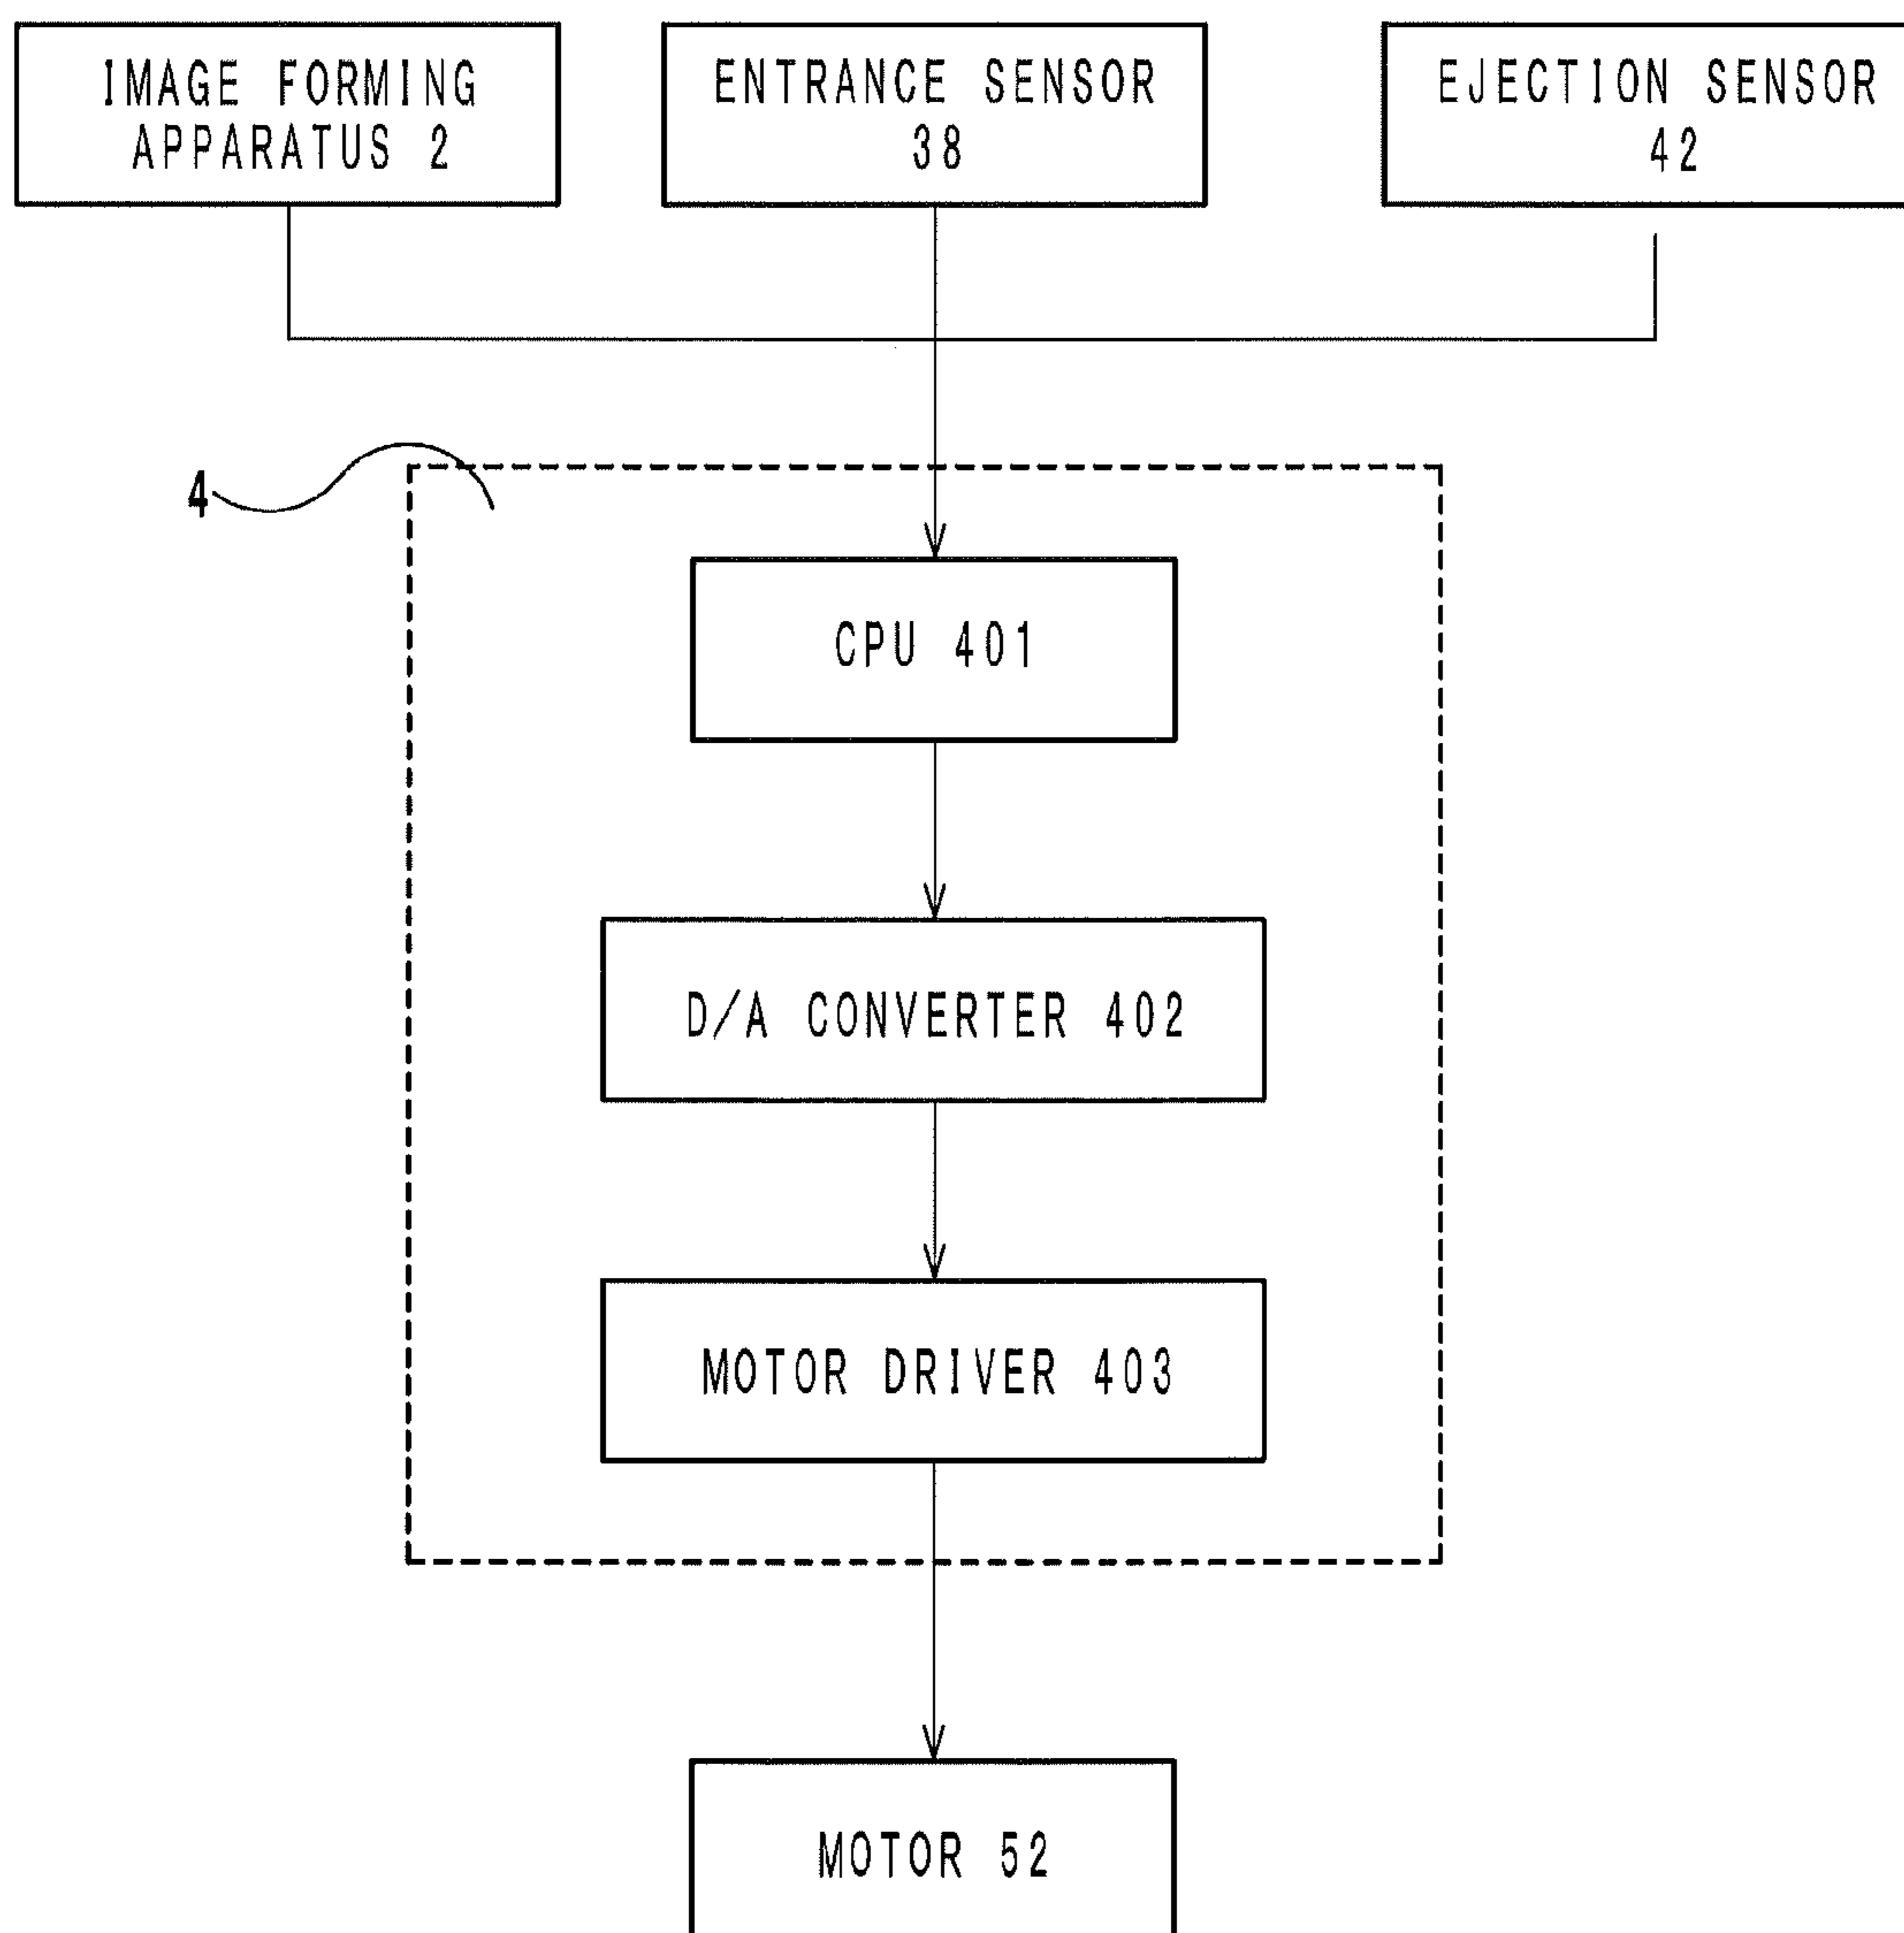 IMAGE FORMING
APPARATUS 2
ENTRANCE SENSOR
38
EJECTION SENSOR
42
4
CPU 401
D/A CONVERTER 402
MOTOR DRIVER 403
MOTOR 52